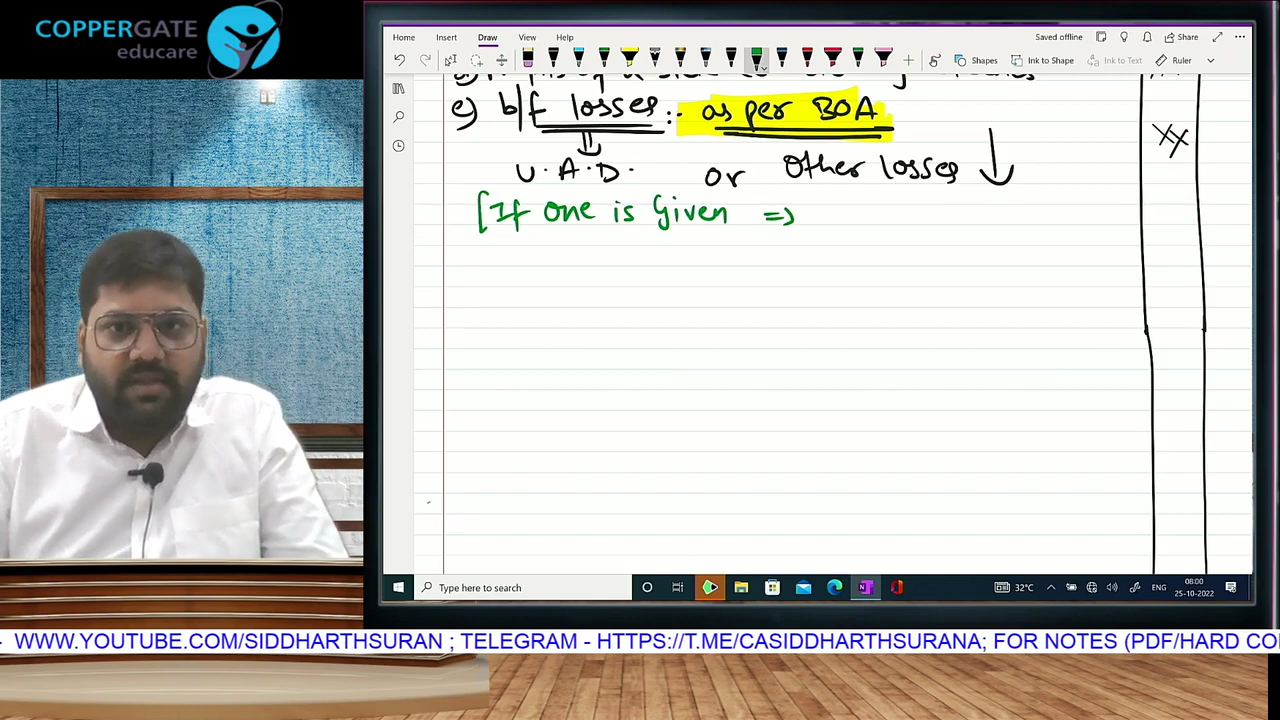 COPPERGATE
educare
Home Insert Draw View Help
Saved offline
Share
Shapes
Ink to Shape
Ink to Text
Ruler
e) b/f losses :- as per BOA
U.A.D. or Other losses
[If one is Given =>
Type here to search
32°C
ENG
08:00
25-10-2022
WWW.YOUTUBE.COM/SIDDHARTHSURAN ; TELEGRAM - HTTPS://T.ME/CASIDDHARTHSURANA; FOR NOTES (PDF/HARD CO